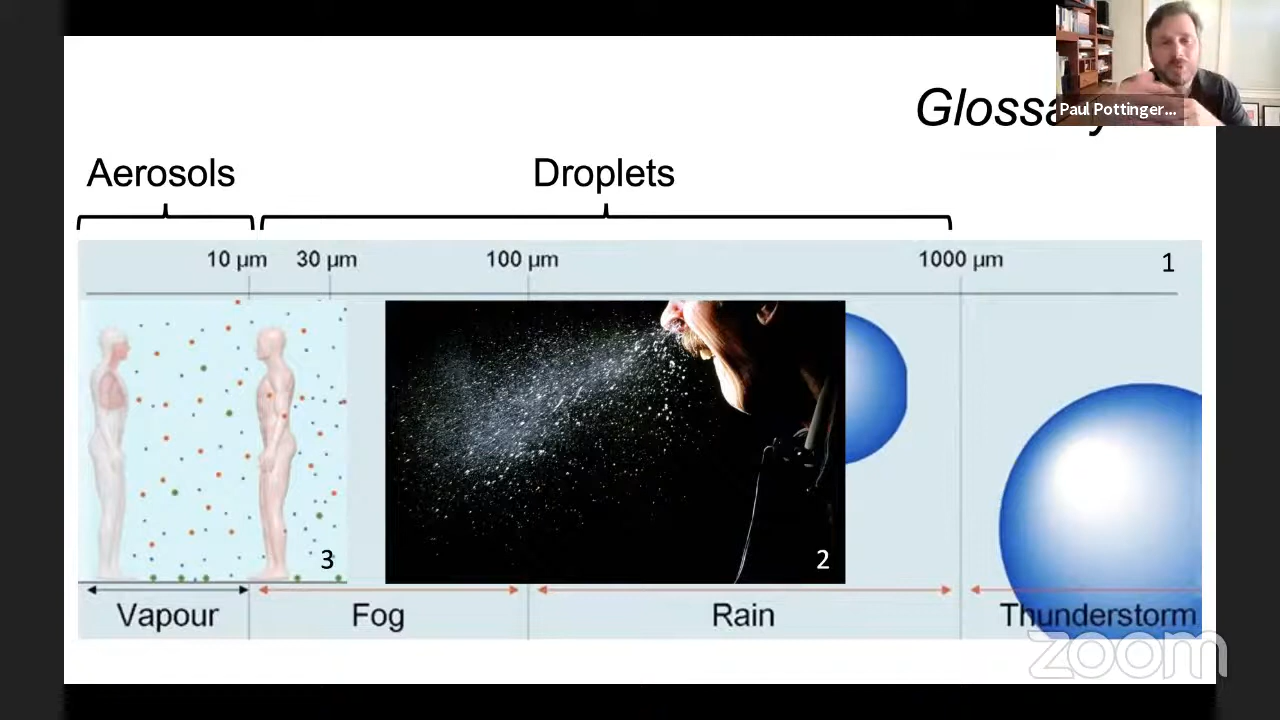 Paul Pottinger...
Aerosols
Droplets
10 µm 30 µm 100 µm 1000 µm 1
3
2
Vapour Fog Rain Thunderstorm
zoom